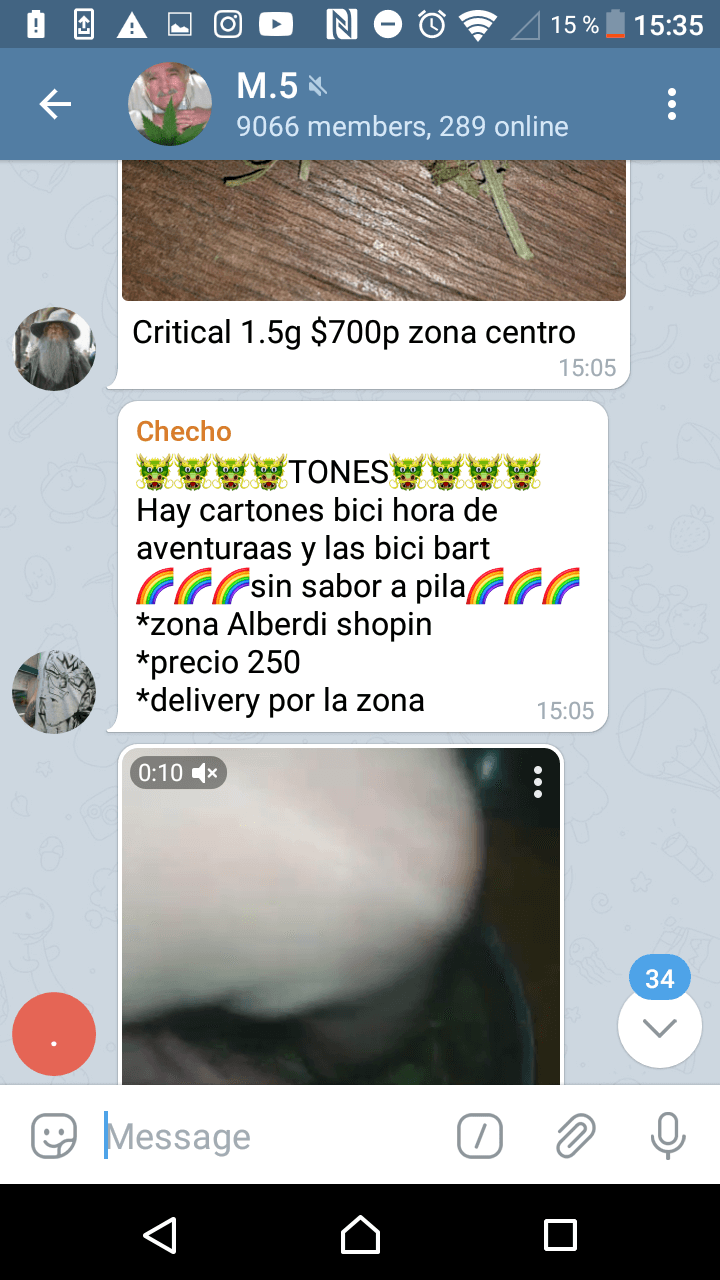 15 % 15:35
M.5
9066 members, 289 online
Critical 1.5g $700p zona centro
15:05
Checho
🐲🐲🐲🐲TONES🐲🐲🐲🐲
Hay cartones bici hora de
aventuraas y las bici bart
🌈🌈🌈sin sabor a pila🌈🌈🌈
*zona Alberdi shopin
*precio 250
*delivery por la zona
15:05
0:10
34
.
Message